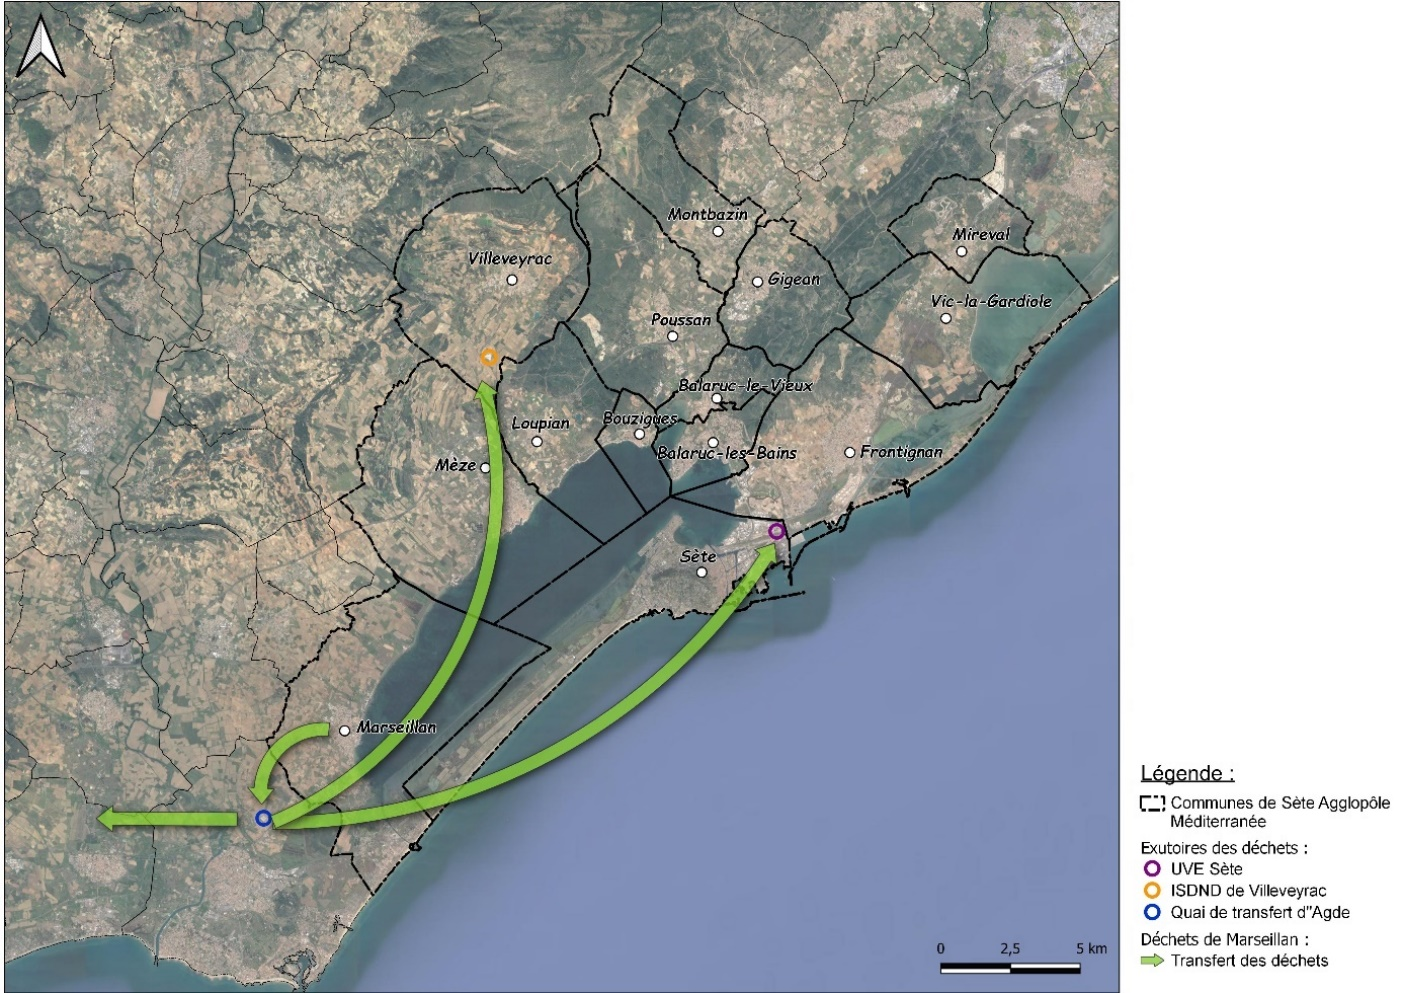 Montbazin
Mireval
Villeveyrac
Gigean
Vic-la-Gardiole
Poussan
Balaruc-le-Vieux
Loupian
Bouzigues
Balaruc-les-Bains
Frontignan
Mèze
Sète
Marseillan
0 2,5 5 km
Légende :
Communes de Sète Agglopôle
Méditerranée
Exutoires des déchets :
UVE Sète
ISDND de Villeveyrac
Quai de transfert d"Agde
Déchets de Marseillan :
Transfert des déchets